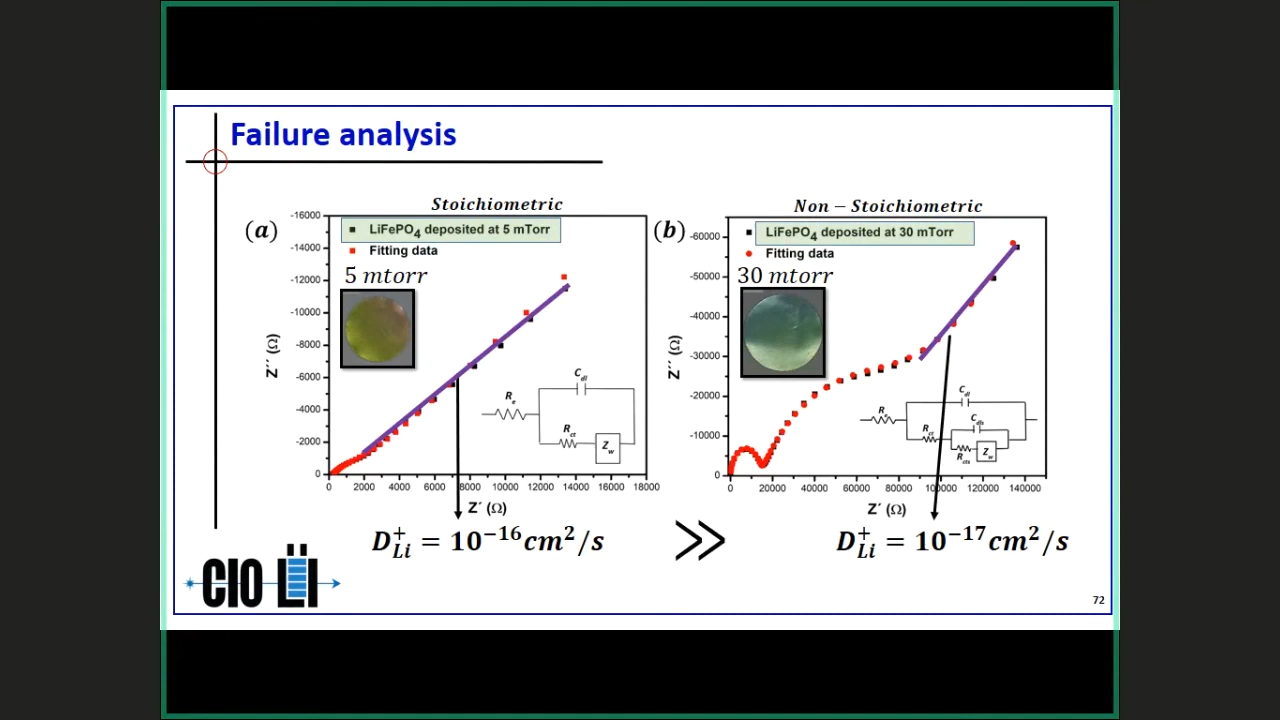 Failure analysis
Stoichiometric
(a)
LiFePO4 deposited at 5 mTorr
Fitting data
5 mtorr
-16000
-14000
-12000
-10000
-8000
-6000
-4000
-2000
0
Z´´ (Ω)
0 2000 4000 6000 8000 10000 12000 14000 16000 18000
Z´ (Ω)
Re
Cdl
Rct
Zw
D+Li = 10−16cm2/s
≫
Non − Stoichiometric
(b)
LiFePO4 deposited at 30 mTorr
Fitting data
30 mtorr
-60000
-50000
-40000
-30000
-20000
-10000
0
Z´´ (Ω)
0 20000 40000 60000 80000 100000 120000 140000
Z´ (Ω)
Re
Cdl
Rct
Cdls
Rcts
Zw
D+Li = 10−17cm2/s
CIO LI
72